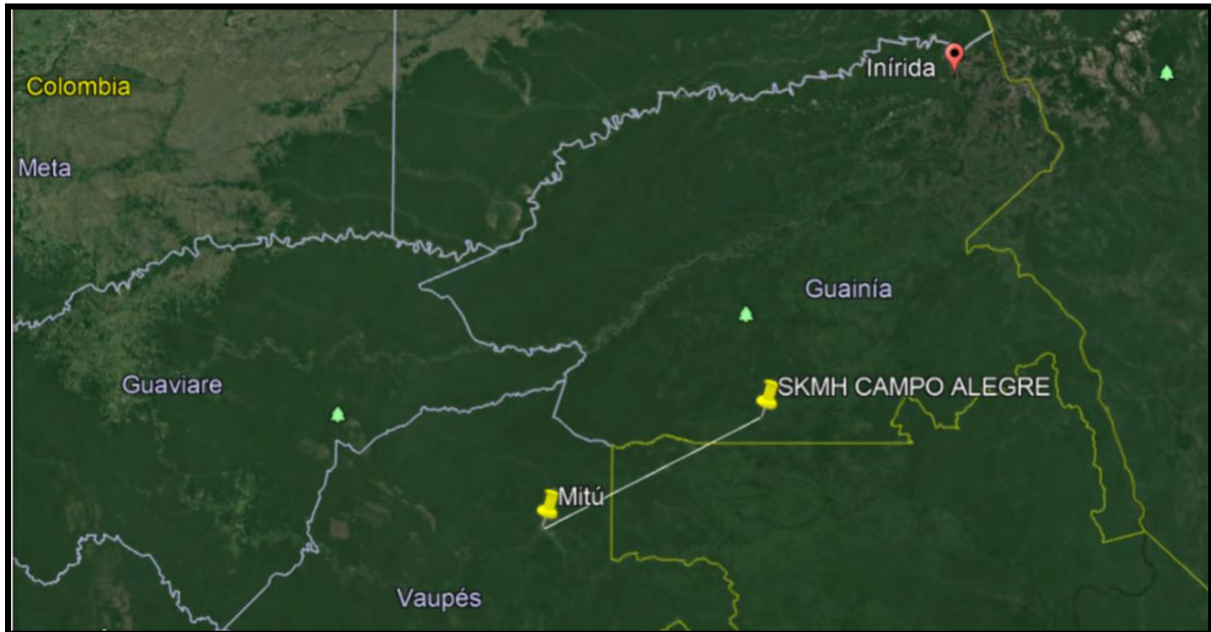 Inírida
Colombia
Meta
Guainía
Guaviare
SKMH CAMPO ALEGRE
Mitú
Vaupés